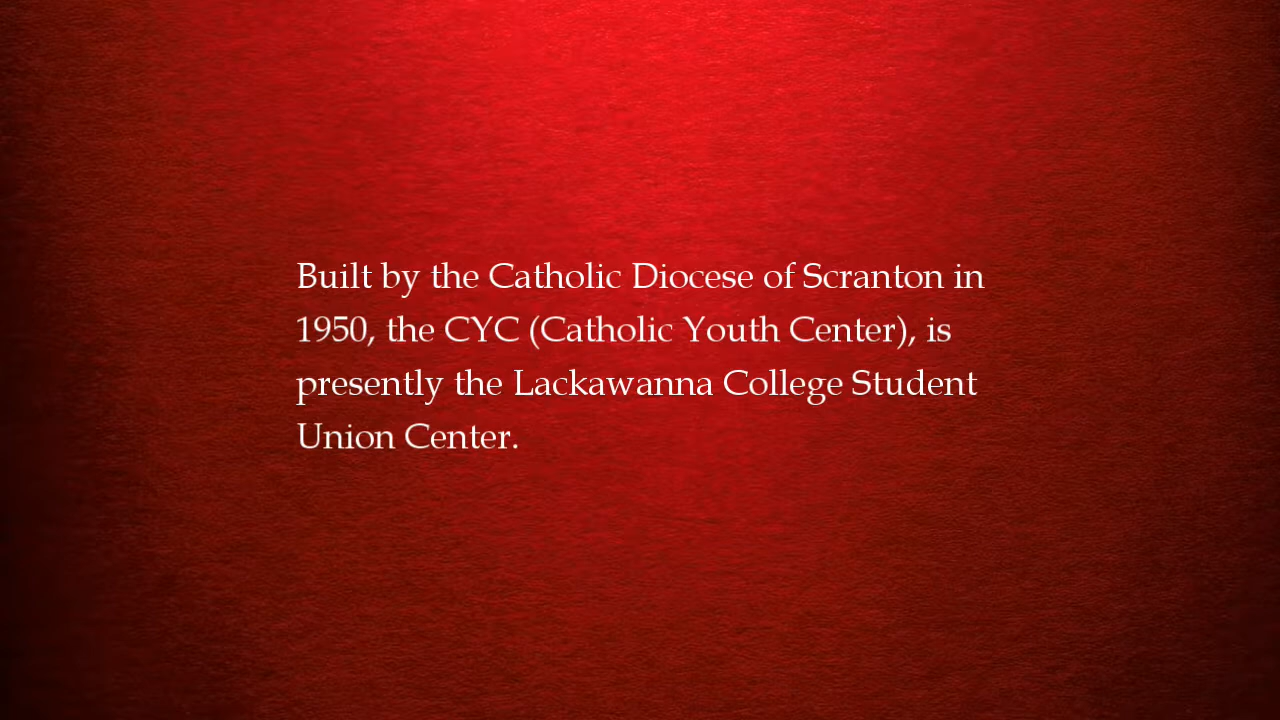 Built by the Catholic Diocese of Scranton in
1950, the CYC (Catholic Youth Center), is
presently the Lackawanna College Student
Union Center.